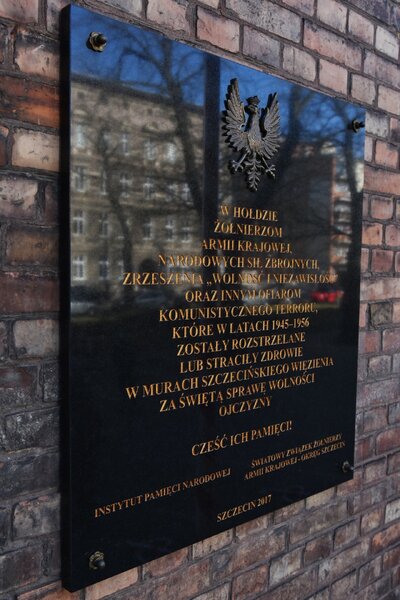 W HOŁDZIE
ŻOŁNIERZOM
ARMII KRAJOWEJ,
NARODOWYCH SIŁ ZBROJNYCH,
ZRZESZENIA „WOLNOŚĆ I NIEZAWISŁOŚĆ”
ORAZ INNYM OFIAROM
KOMUNISTYCZNEGO TERRORU,
KTÓRE W LATACH 1945–1956
ZOSTAŁY ROZSTRZELANE
LUB STRACIŁY ZDROWIE
W MURACH SZCZECIŃSKIEGO WIĘZIENIA
ZA ŚWIĘTĄ SPRAWĘ WOLNOŚCI
OJCZYZNY
CZEŚĆ ICH PAMIĘCI!
INSTYTUT PAMIĘCI NARODOWEJ
ŚWIATOWY ZWIĄZEK ŻOŁNIERZY
ARMII KRAJOWEJ - OKRĘG SZCZECIN
SZCZECIN 2017